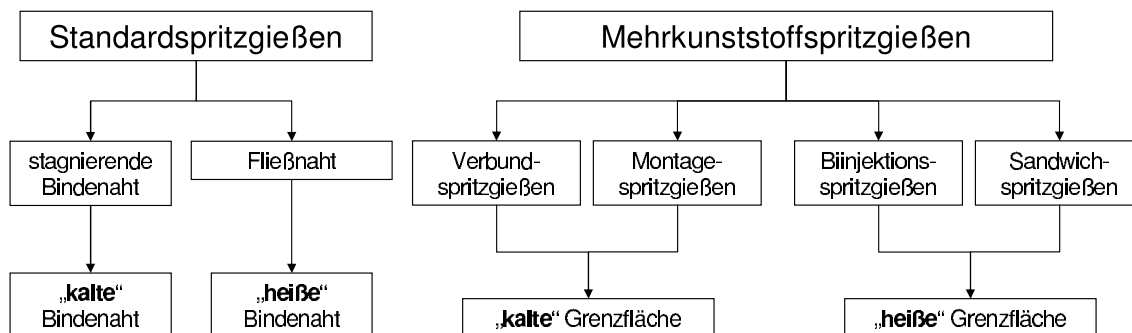 Standardspritzgießen
Mehrkunststoffspritzgießen
stagnierende
Bindenaht
Fließnaht
Verbund-
spritzgießen
Montage-
spritzgießen
Biinjektions-
spritzgießen
Sandwich-
spritzgießen
„kalte“
Bindenaht
„heiße“
Bindenaht
„kalte“ Grenzfläche
„heiße“ Grenzfläche